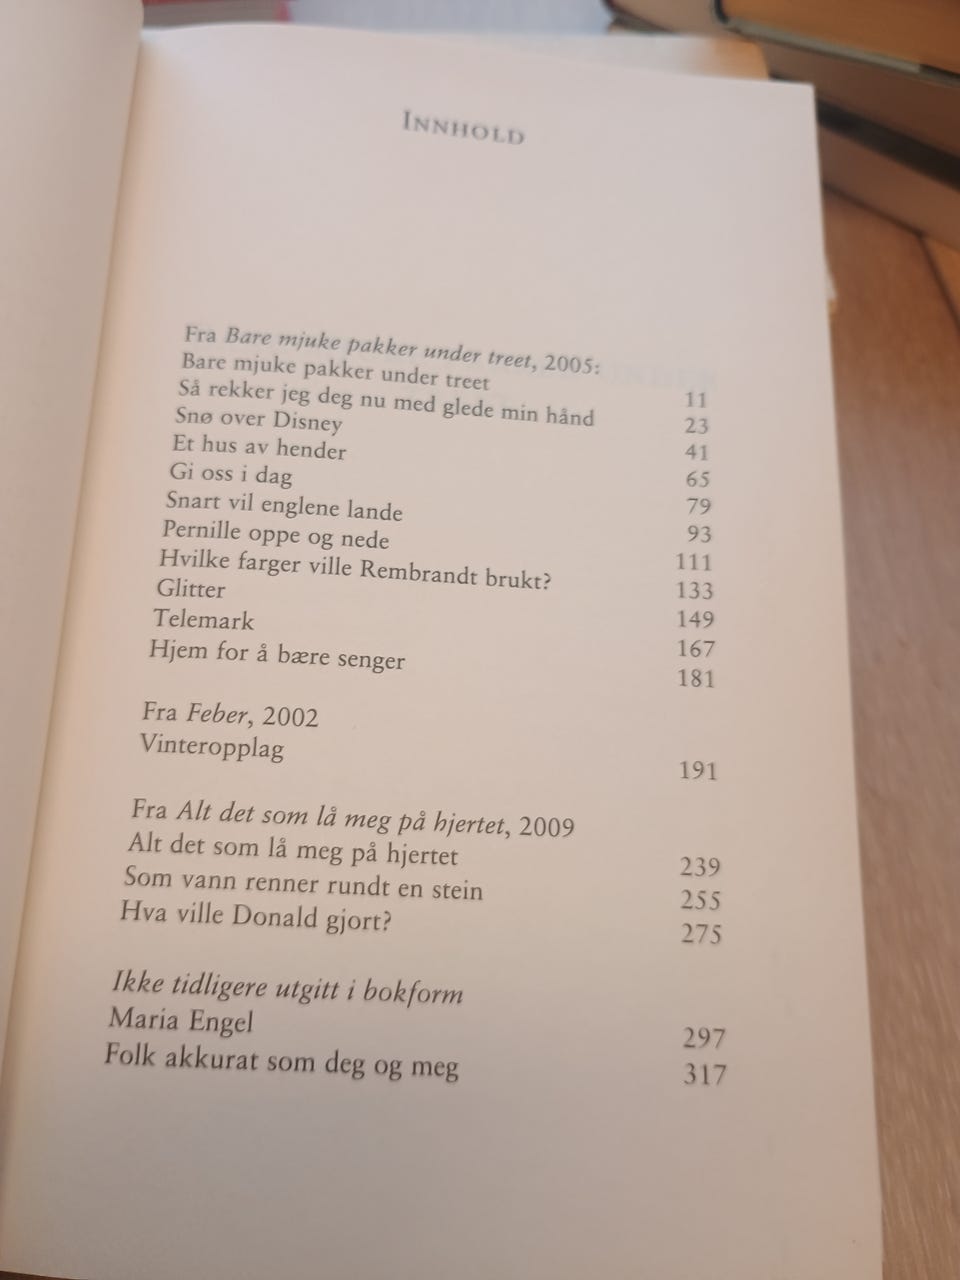 INNHOLD
Fra Bare mjuke pakker under treet, 2005:
Bare mjuke pakker under treet 11
Så rekker jeg deg nu med glede min hånd 23
Snø over Disney 41
Et hus av hender 65
Gi oss i dag 79
Snart vil englene lande 93
Pernille oppe og nede 111
Hvilke farger ville Rembrandt brukt? 133
Glitter 149
Telemark 167
Hjem for å bære senger 181
Fra Feber, 2002
Vinteropplag 191
Fra Alt det som lå meg på hjertet, 2009
Alt det som lå meg på hjertet 239
Som vann renner rundt en stein 255
Hva ville Donald gjort? 275
Ikke tidligere utgitt i bokform
Maria Engel 297
Folk akkurat som deg og meg 317